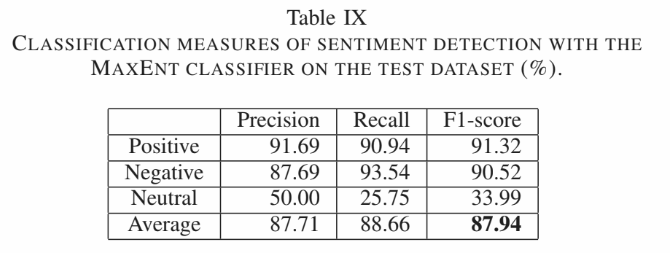 Table IX
CLASSIFICATION MEASURES OF SENTIMENT DETECTION WITH THE
MAXENT CLASSIFIER ON THE TEST DATASET (%).
Precision Recall F1-score
Positive 91.69 90.94 91.32
Negative 87.69 93.54 90.52
Neutral 50.00 25.75 33.99
Average 87.71 88.66 87.94